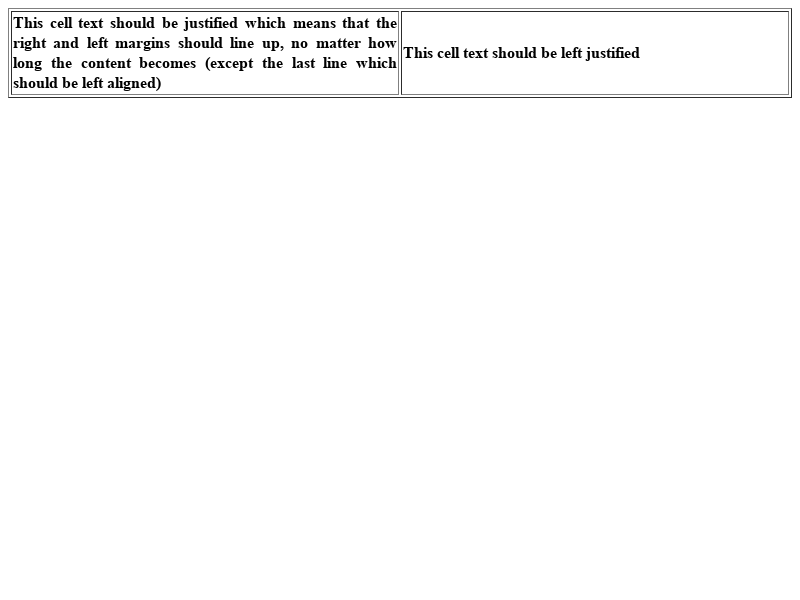 This cell text should be justified which means that the
right and left margins should line up, no matter how
long the content becomes (except the last line which
should be left aligned)
This cell text should be left justified